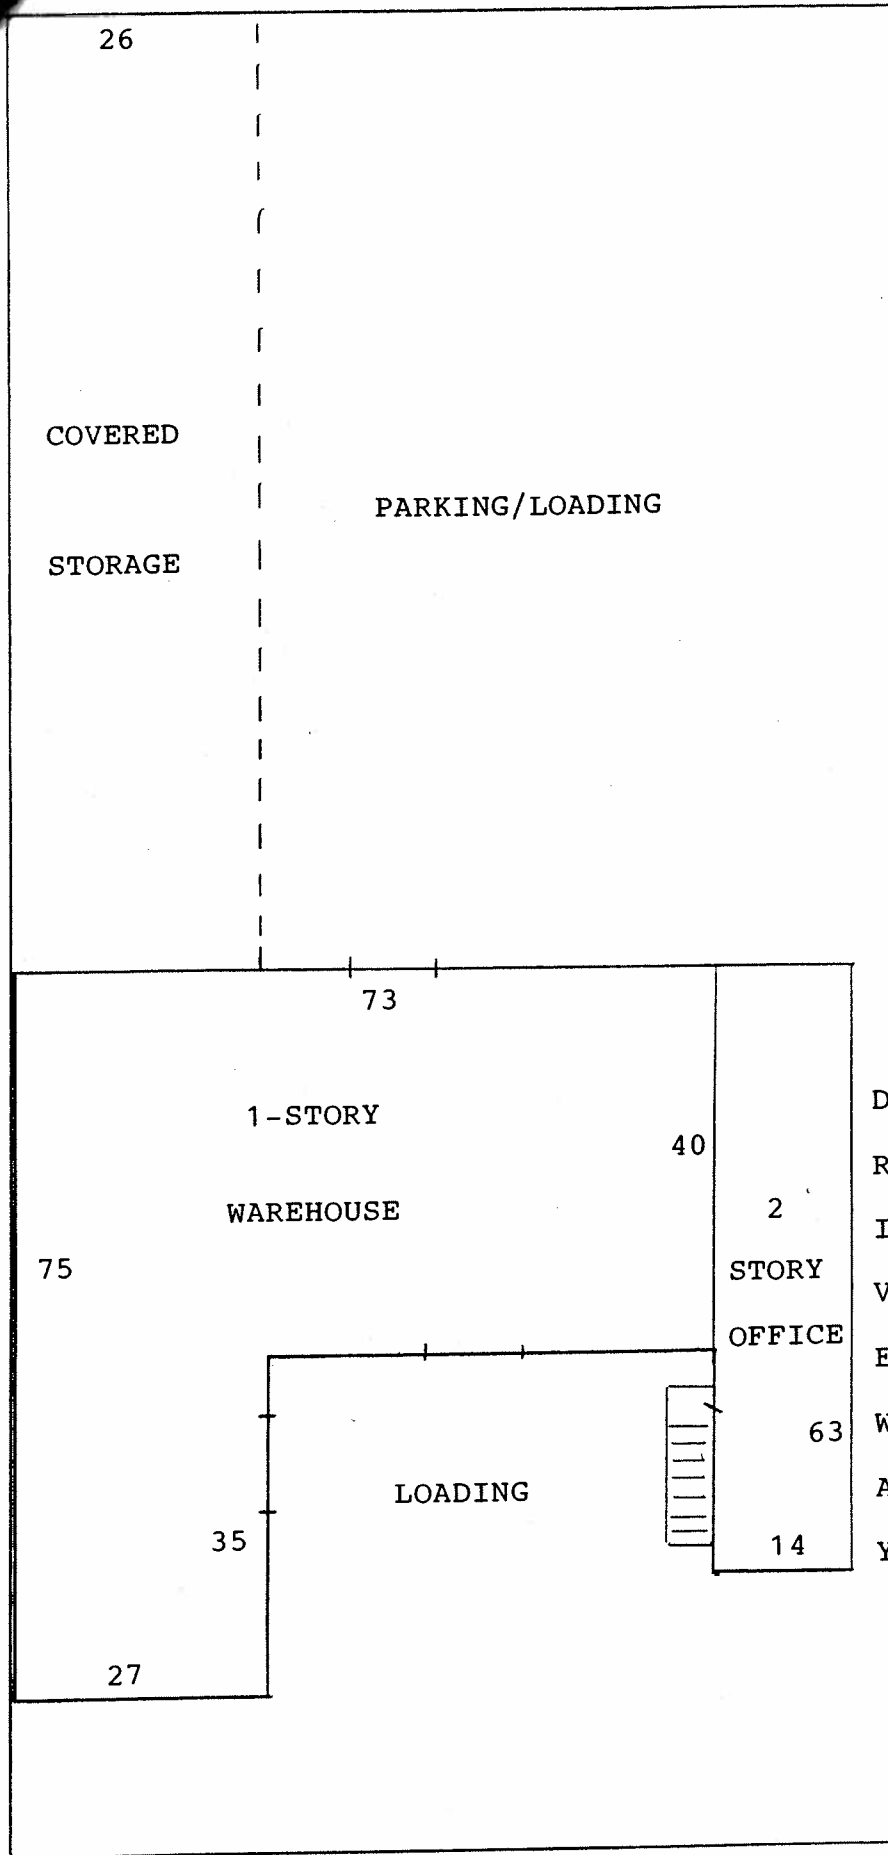 26
COVERED
STORAGE
PARKING/LOADING
73
1-STORY
WAREHOUSE
40
75
2
STORY
OFFICE
63
14
LOADING
35
27
D
R
I
V
E
W
A
Y